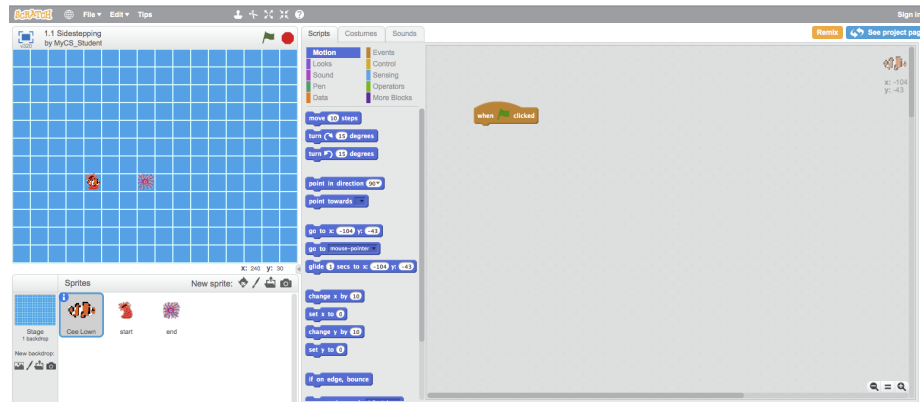 SCRATCH File Edit Tips Sign in
1.1 Sidestepping
by MyCS_Student
v320
Scripts Costumes Sounds
Remix See project pag
Motion Events
Looks Control
Sound Sensing
Pen Operators
Data More Blocks
x: -104
y: -43
when clicked
move 10 steps
turn 15 degrees
turn 15 degrees
point in direction 90
point towards
go to x: -104 y: -43
go to mouse-pointer
glide 1 secs to x: -104 y: -43
change x by 10
set x to 0
change y by 10
set y to 0
if on edge, bounce
X: 240 Y: 30
Sprites New sprite:
Cee Lown start end
Stage
1 backdrop
New backdrop: